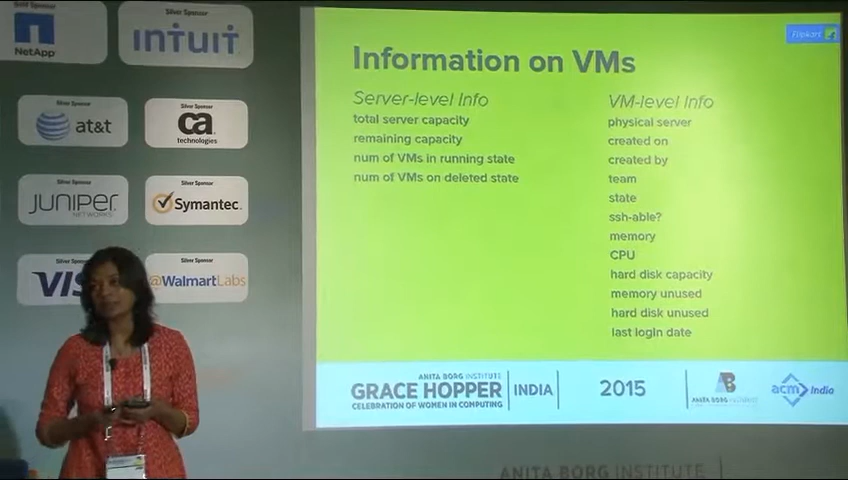 Gold Sponsor
NetApp
Silver Sponsor
intuit
Silver Sponsor
at&t
Silver Sponsor
ca
technologies
Silver Sponsor
JUNIPER
NETWORKS
Silver Sponsor
Symantec.
Silver Sponsor
VIS
Silver Sponsor
@WalmartLabs
Flipkart
Information on VMs
Server-level Info
total server capacity
remaining capacity
num of VMs in running state
num of VMs on deleted state
VM-level Info
physical server
created on
created by
team
state
ssh-able?
memory
CPU
hard disk capacity
memory unused
hard disk unused
last login date
ANITA BORG INSTITUTE
GRACE HOPPER
CELEBRATION OF WOMEN IN COMPUTING
INDIA
2015
ANITA BORG INSTITUTE
acm India
ANITA BORG INSTITUTE